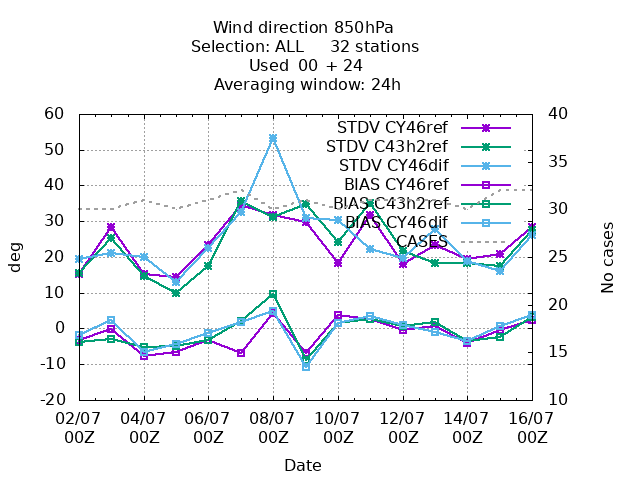 Wind direction 850hPa
Selection: ALL 32 stations
Used 00 + 24
Averaging window: 24h
60
50
40
30
20
10
0
-10
-20
deg
40
35
30
25
20
15
10
No cases
STDV CY46ref
STDV C43h2ref
STDV CY46dif
BIAS CY46ref
BIAS C43h2ref
BIAS CY46dif
CASES
02/07 04/07 06/07 08/07 10/07 12/07 14/07 16/07
00Z 00Z 00Z 00Z 00Z 00Z 00Z 00Z
Date